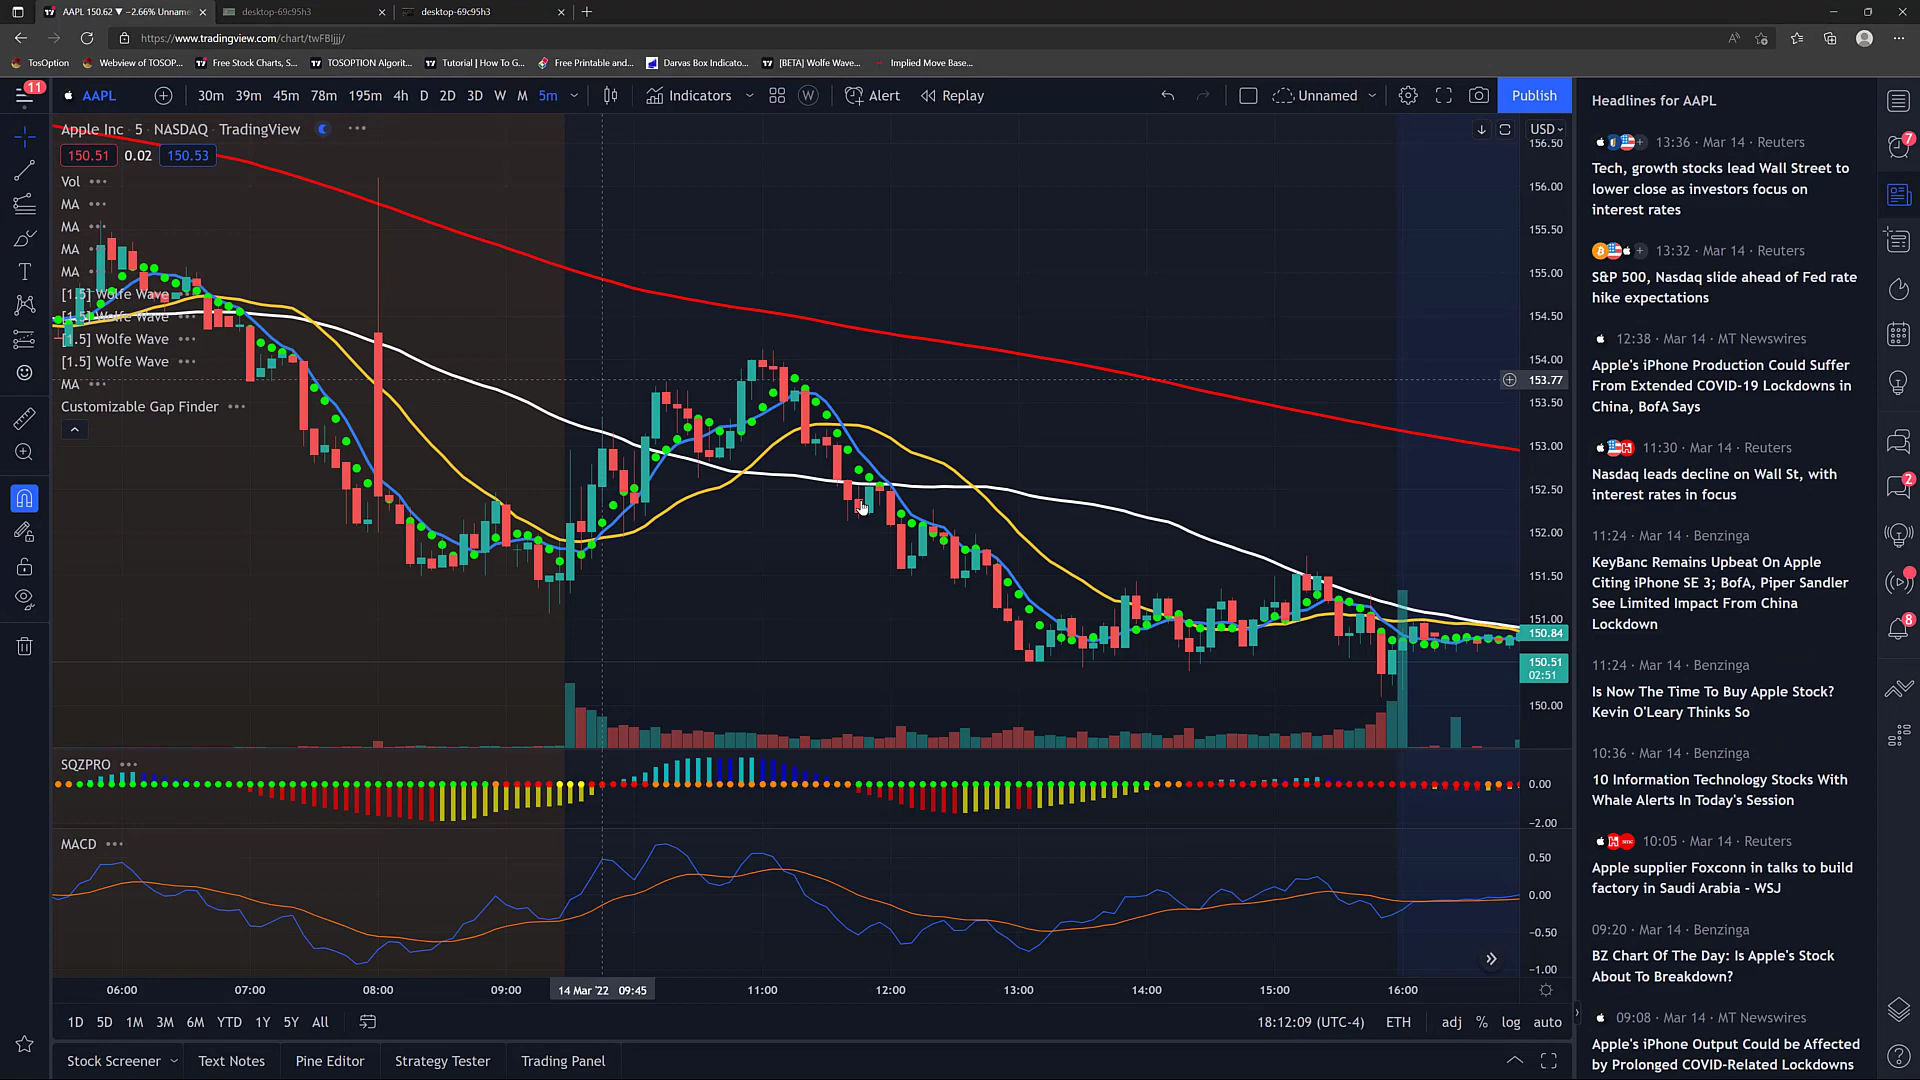 AAPL 150.62 ▼ −2.66% Unname
desktop-69c95h3
desktop-69c95h3
https://www.tradingview.com/chart/twFBIjjj/
TosOption
Webview of TOSOP...
Free Stock Charts, S...
TOSOPTION Algorit...
Tutorial | How To G...
Free Printable and...
Darvas Box Indicato...
[BETA] Wolfe Wave...
Implied Move Base...
11
AAPL
30m 39m 45m 78m 195m 4h D 2D 3D W M 5m
Indicators
W
Alert
Replay
Unnamed
Publish
Apple Inc · 5 · NASDAQ · TradingView
150.51 0.02 150.53
Vol
MA
MA
MA
MA
[1.5] Wolfe Wave
[1.5] Wolfe Wave
[1.5] Wolfe Wave
[1.5] Wolfe Wave
MA
Customizable Gap Finder
USD
156.50
156.00
155.50
155.00
154.50
154.00
153.77
153.50
153.00
152.50
152.00
151.50
151.00
150.84
150.51
02:51
150.00
SQZPRO
0.00
−2.00
MACD
0.50
0.00
−0.50
−1.00
06:00 07:00 08:00 09:00 14 Mar '22 09:45 11:00 12:00 13:00 14:00 15:00 16:00
1D 5D 1M 3M 6M YTD 1Y 5Y All
18:12:09 (UTC-4) ETH adj % log auto
Stock Screener Text Notes Pine Editor Strategy Tester Trading Panel
Headlines for AAPL
13:36 · Mar 14 · Reuters
Tech, growth stocks lead Wall Street to
lower close as investors focus on
interest rates
13:32 · Mar 14 · Reuters
S&P 500, Nasdaq slide ahead of Fed rate
hike expectations
12:38 · Mar 14 · MT Newswires
Apple's iPhone Production Could Suffer
From Extended COVID-19 Lockdowns in
China, BofA Says
11:30 · Mar 14 · Reuters
Nasdaq leads decline on Wall St, with
interest rates in focus
11:24 · Mar 14 · Benzinga
KeyBanc Remains Upbeat On Apple
Citing iPhone SE 3; BofA, Piper Sandler
See Limited Impact From China
Lockdown
11:24 · Mar 14 · Benzinga
Is Now The Time To Buy Apple Stock?
Kevin O'Leary Thinks So
10:36 · Mar 14 · Benzinga
10 Information Technology Stocks With
Whale Alerts In Today's Session
10:05 · Mar 14 · Reuters
Apple supplier Foxconn in talks to build
factory in Saudi Arabia - WSJ
09:20 · Mar 14 · Benzinga
BZ Chart Of The Day: Is Apple's Stock
About To Breakdown?
09:08 · Mar 14 · MT Newswires
Apple's iPhone Output Could be Affected
by Prolonged COVID-Related Lockdowns
7
2
8